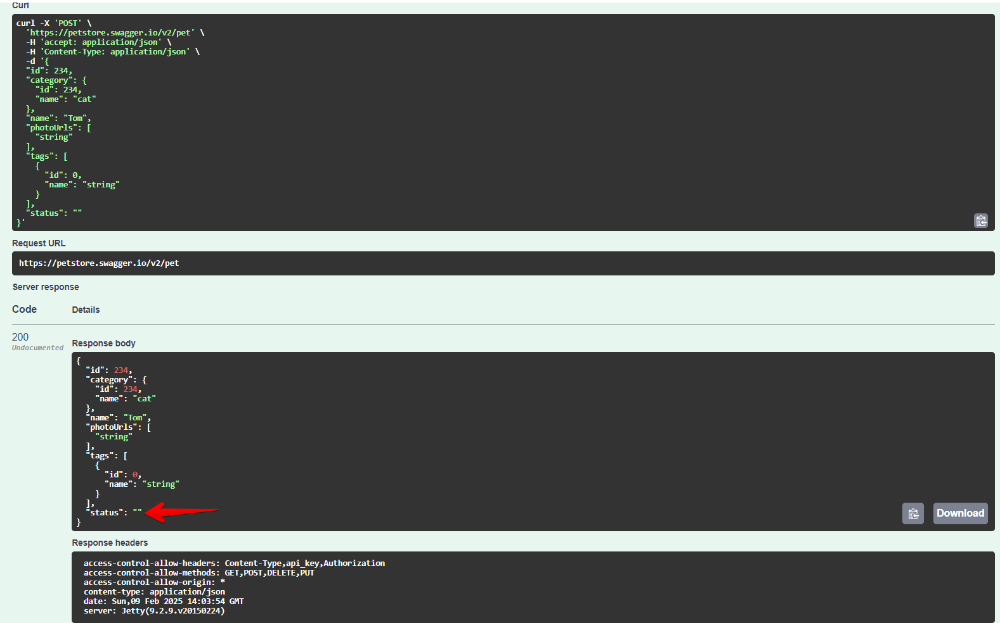 Curl
curl -X 'POST' \
  'https://petstore.swagger.io/v2/pet' \
  -H 'accept: application/json' \
  -H 'Content-Type: application/json' \
  -d '{
  "id": 234,
  "category": {
    "id": 234,
    "name": "cat"
  },
  "name": "Tom",
  "photoUrls": [
    "string"
  ],
  "tags": [
    {
      "id": 0,
      "name": "string"
    }
  ],
  "status": ""
}'
Request URL
https://petstore.swagger.io/v2/pet
Server response
Code Details
200
Undocumented
Response body
{
  "id": 234,
  "category": {
    "id": 234,
    "name": "cat"
  },
  "name": "Tom",
  "photoUrls": [
    "string"
  ],
  "tags": [
    {
      "id": 0,
      "name": "string"
    }
  ],
  "status": ""
}
Download
Response headers
access-control-allow-headers: Content-Type,api_key,Authorization
access-control-allow-methods: GET,POST,DELETE,PUT
access-control-allow-origin: *
content-type: application/json
date: Sun,09 Feb 2025 14:03:54 GMT
server: Jetty(9.2.9.v20150224)